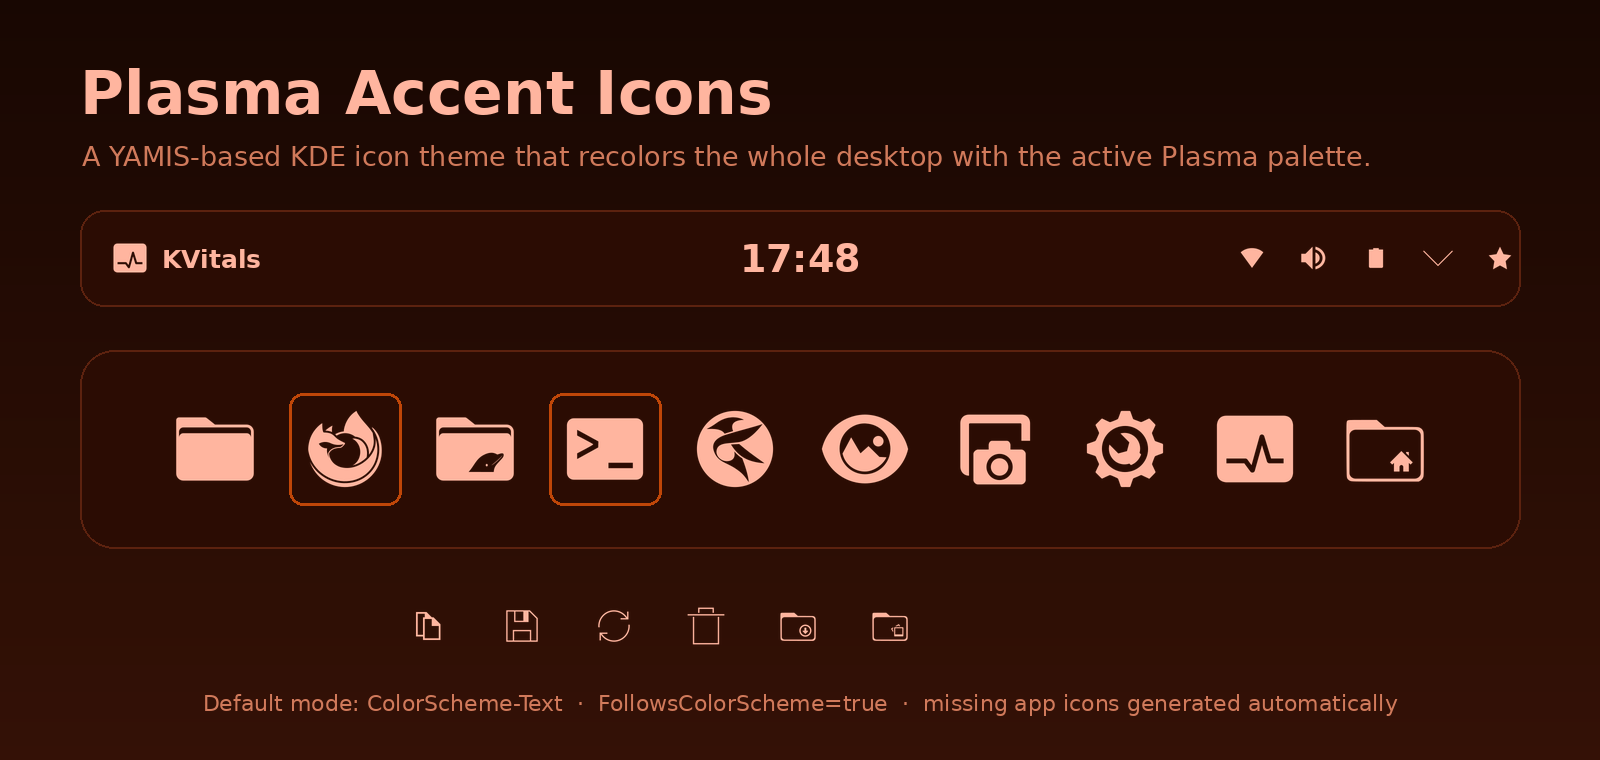 Plasma Accent Icons
A YAMIS-based KDE icon theme that recolors the whole desktop with the active Plasma palette.
KVitals
17:48
Default mode: ColorScheme-Text · FollowsColorScheme=true · missing app icons generated automatically